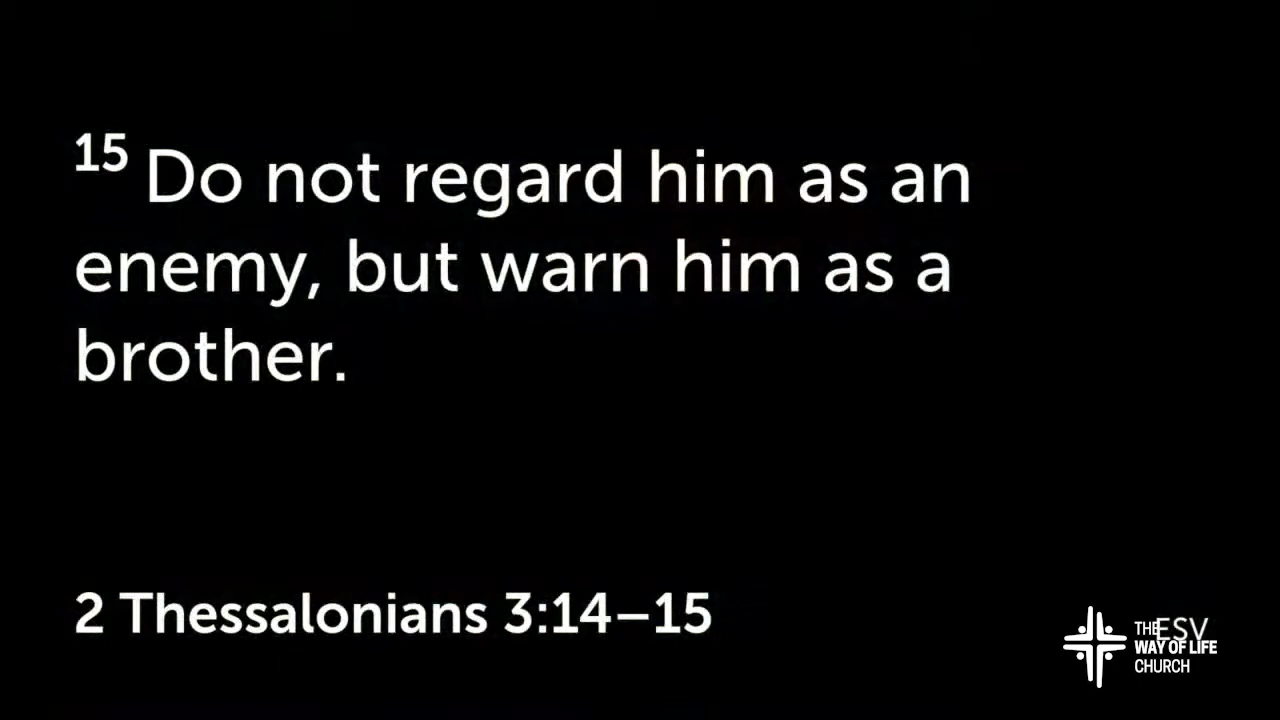 15 Do not regard him as an
enemy, but warn him as a
brother.
2 Thessalonians 3:14–15
ESV
THE
WAY OF LIFE
CHURCH